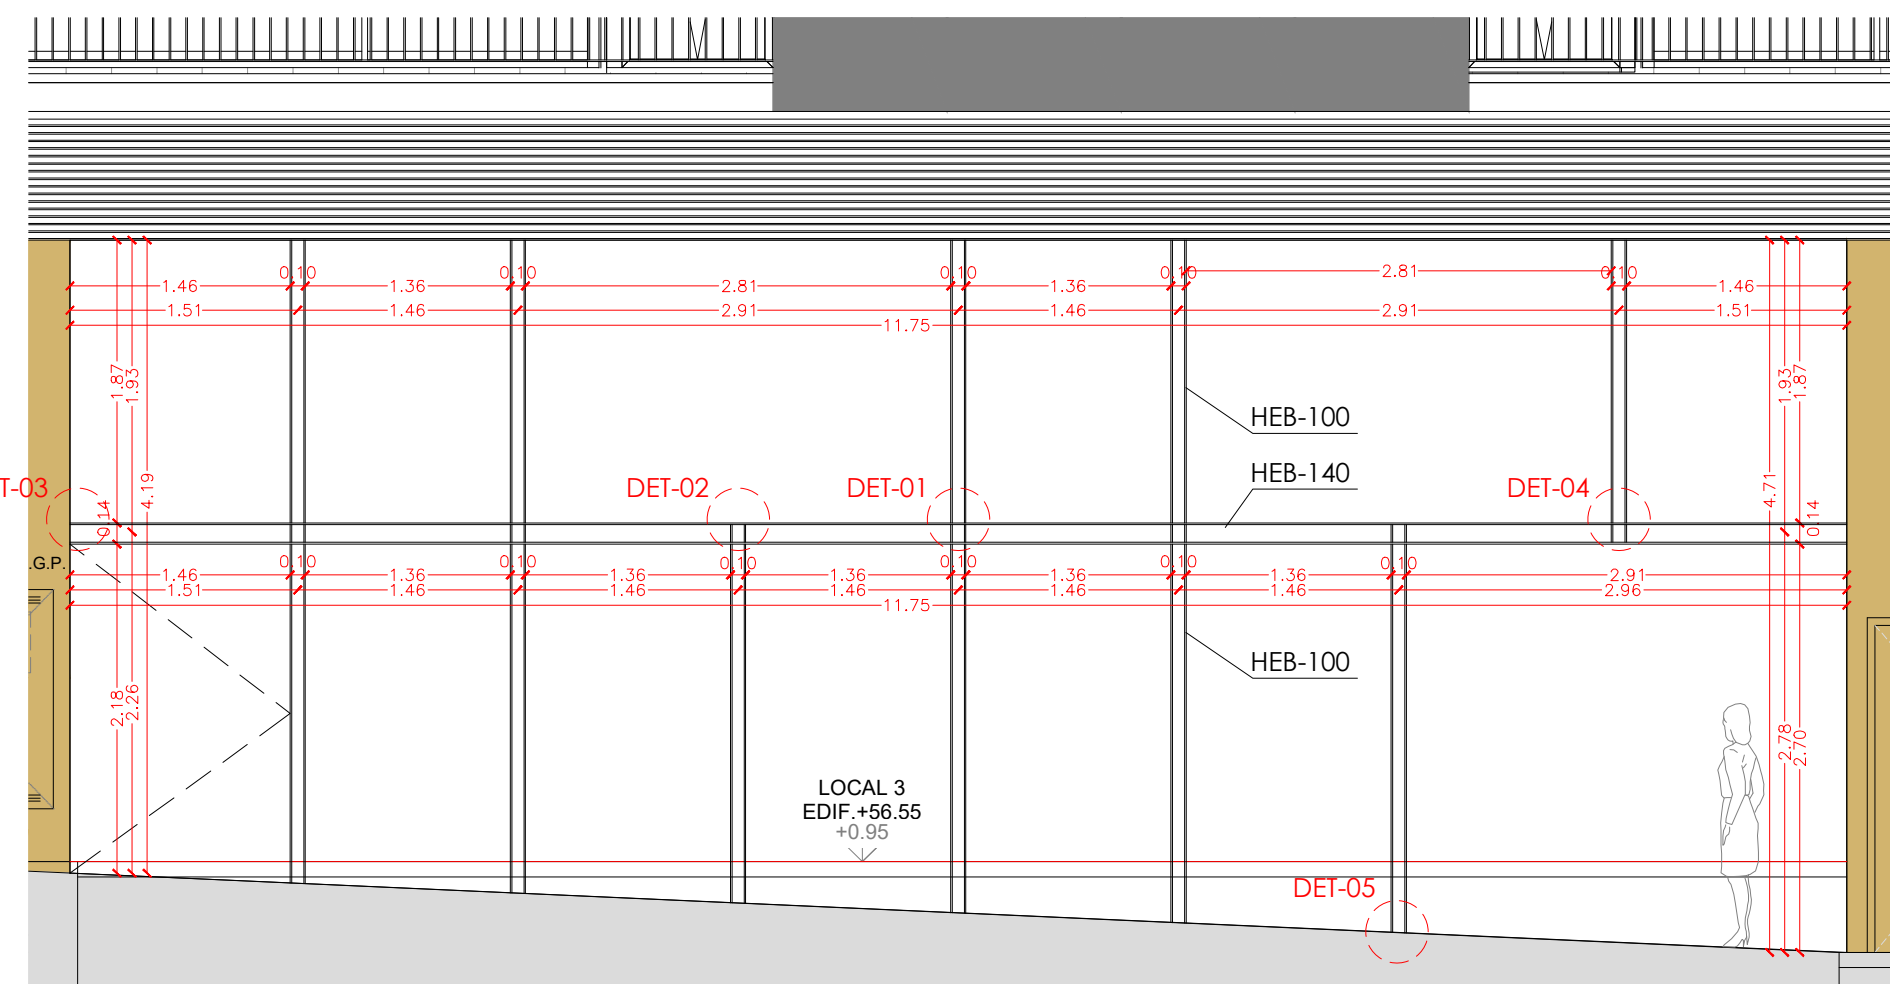 0.10 0.10 0.10 0.10 2.81 0.10
1.46 1.36 2.81 1.36 1.46
1.51 1.46 2.91 1.46 2.91 1.51
11.75
1.87 1.93 4.19 0.14
1.93 1.87 4.71 0.14
HEB-100
HEB-140
T-03 DET-02 DET-01 DET-04
.G.P.
0.10 0.10 0.10 0.10 0.10 0.10
1.46 1.36 1.36 1.36 1.36 1.36 2.91
1.51 1.46 1.46 1.46 1.46 1.46 2.96
11.75
HEB-100
2.18 2.26
2.78 2.70
LOCAL 3
EDIF.+56.55
+0.95
DET-05